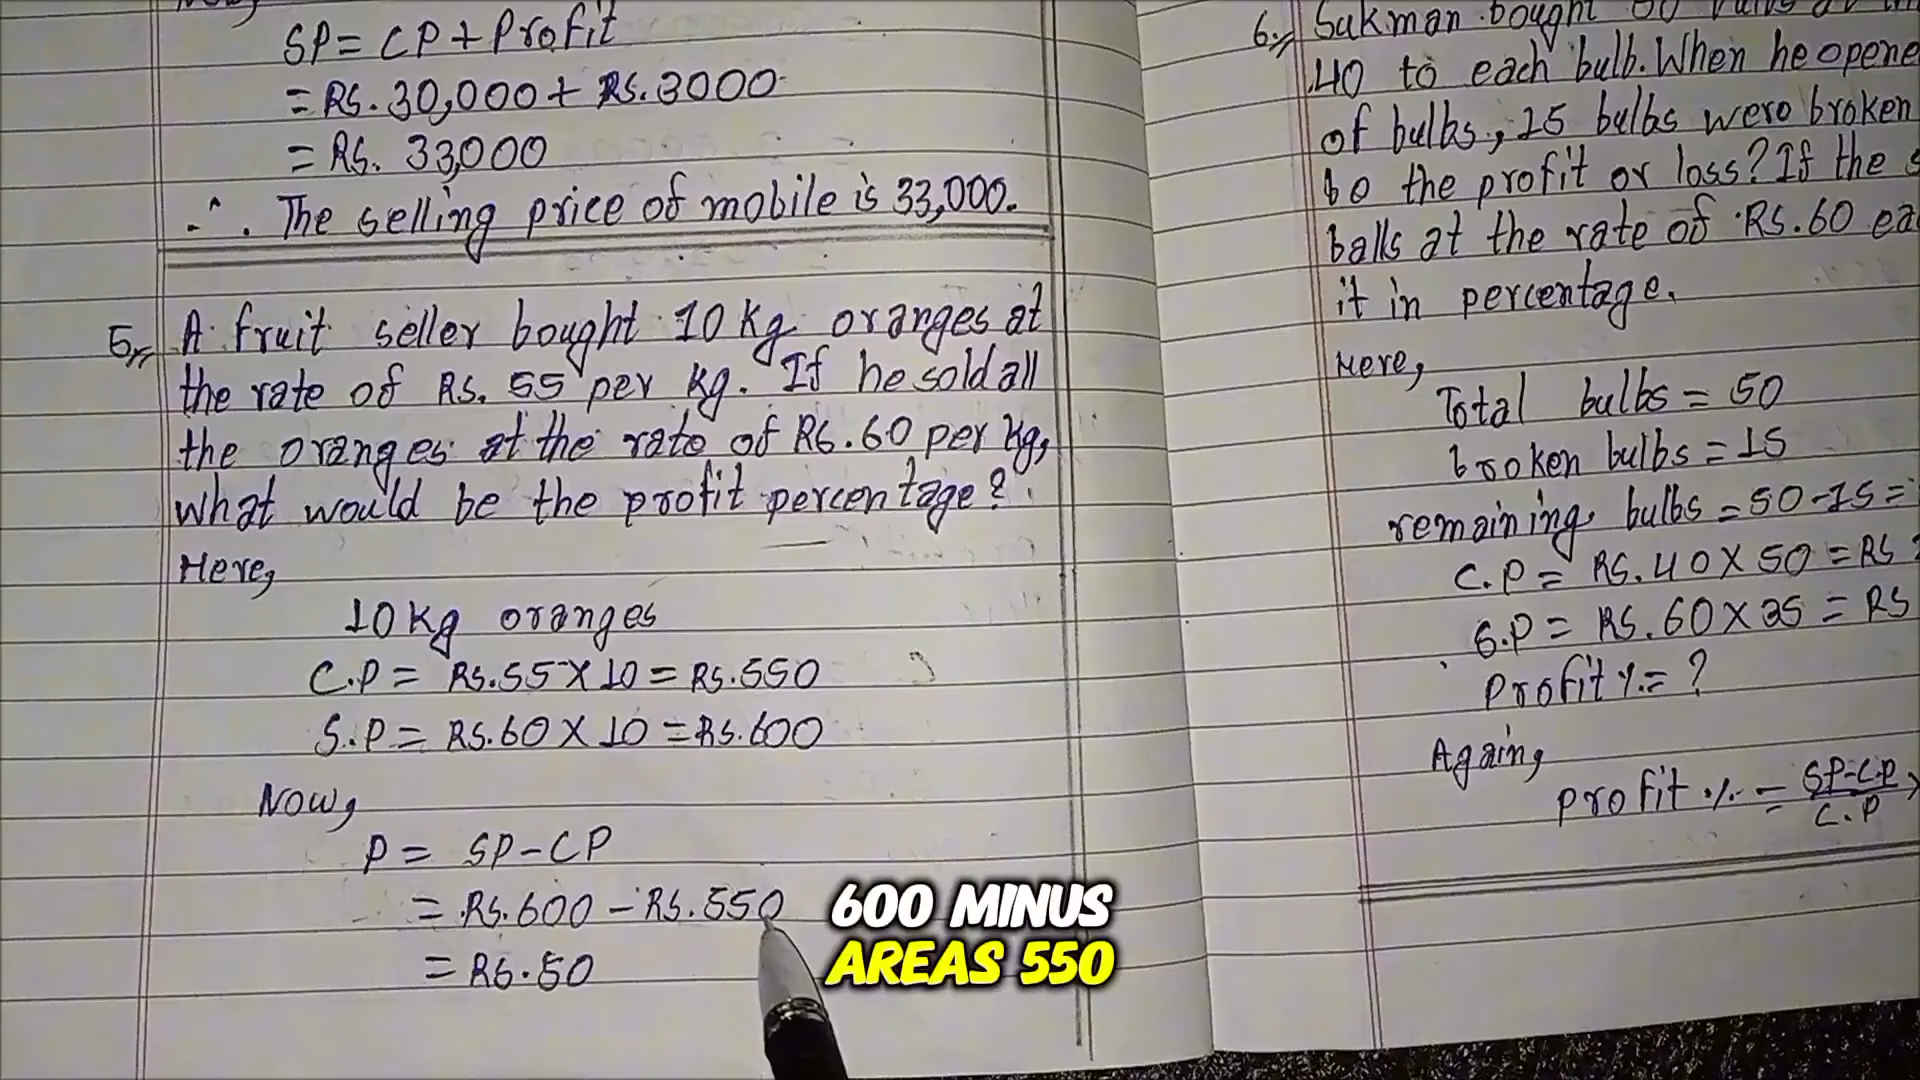 SP = CP + Profit
= RS. 30,000 + RS. 3000
= RS. 33,000
∴ The selling price of mobile is 33,000.
5. A fruit seller bought 10 kg oranges at
the rate of RS. 55 per kg. If he sold all
the oranges at the rate of RS. 60 per kg,
what would be the profit percentage?
Here,
10 kg oranges
C.P = RS. 55 × 10 = RS. 550
S.P = RS. 60 × 10 = RS. 600
Now,
P = SP - CP
= RS. 600 - RS. 550
= RS. 50
600 MINUS
AREAS 550
6. Sukman bought
40 to each bulb. When he opene
of bulbs, 15 bulbs were broken
be the profit or loss? If the
balls at the rate of RS. 60 ea
it in percentage.
Here,
Total bulbs = 50
broken bulbs = 15
remaining bulbs = 50 - 15 =
C.P = RS. 40 × 50 = RS
S.P = RS. 60 × 35 = RS
Profit % = ?
Again,
profit % = SP-CP
C.P